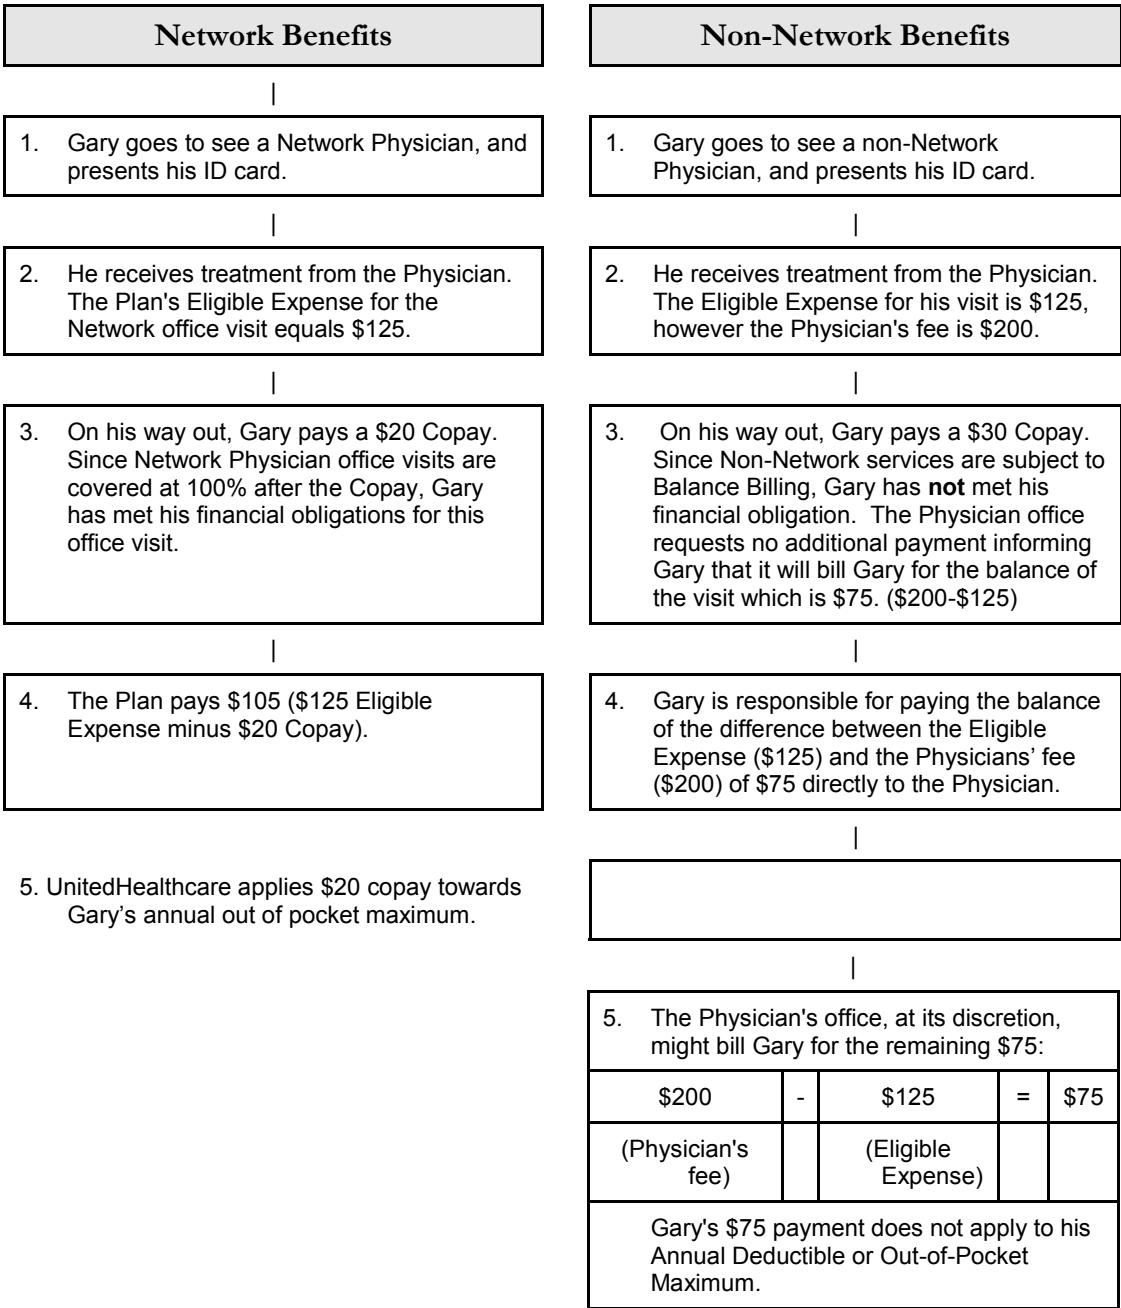 Network Benefits
|
1. Gary goes to see a Network Physician, and
presents his ID card.
|
2. He receives treatment from the Physician.
The Plan's Eligible Expense for the
Network office visit equals $125.
|
3. On his way out, Gary pays a $20 Copay.
Since Network Physician office visits are
covered at 100% after the Copay, Gary
has met his financial obligations for this
office visit.
|
4. The Plan pays $105 ($125 Eligible
Expense minus $20 Copay).
5. UnitedHealthcare applies $20 copay towards
Gary’s annual out of pocket maximum.
Non-Network Benefits
1. Gary goes to see a non-Network
Physician, and presents his ID card.
|
2. He receives treatment from the Physician.
The Eligible Expense for his visit is $125,
however the Physician's fee is $200.
|
3. On his way out, Gary pays a $30 Copay.
Since Non-Network services are subject to
Balance Billing, Gary has not met his
financial obligation. The Physician office
requests no additional payment informing
Gary that it will bill Gary for the balance of
the visit which is $75. ($200-$125)
|
4. Gary is responsible for paying the balance
of the difference between the Eligible
Expense ($125) and the Physicians’ fee
($200) of $75 directly to the Physician.
|
|
5. The Physician's office, at its discretion,
might bill Gary for the remaining $75:
$200 - $125 = $75
(Physician's (Eligible
fee) Expense)
Gary's $75 payment does not apply to his
Annual Deductible or Out-of-Pocket
Maximum.